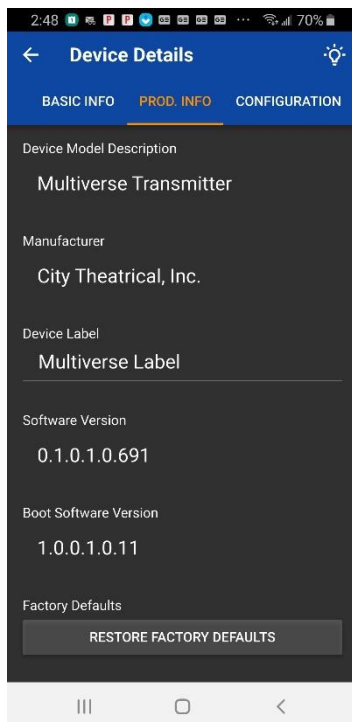 2:48 70%
Device Details
BASIC INFO PROD. INFO CONFIGURATION
Device Model Description
Multiverse Transmitter
Manufacturer
City Theatrical, Inc.
Device Label
Multiverse Label
Software Version
0.1.0.1.0.691
Boot Software Version
1.0.0.1.0.11
Factory Defaults
RESTORE FACTORY DEFAULTS